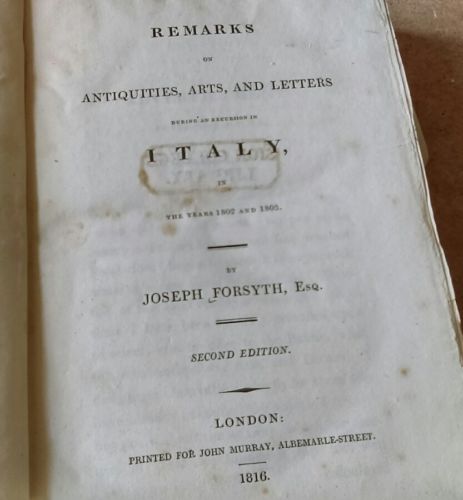 REMARKS
ON
ANTIQUITIES, ARTS, AND LETTERS
DURING AN EXCURSION IN
ITALY,
IN
THE YEARS 1802 AND 1803.
BY
JOSEPH FORSYTH, Esq.
SECOND EDITION.
LONDON:
PRINTED FOR JOHN MURRAY, ALBEMARLE-STREET.
1816.